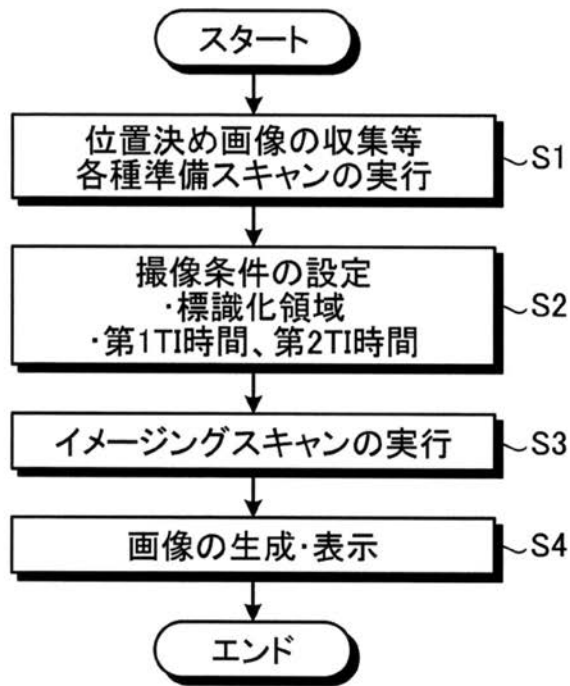 スタート
位置決め画像の収集等
各種準備スキャンの実行
S1
撮像条件の設定
・標識化領域
・第1TI時間、第2TI時間
S2
イメージングスキャンの実行
S3
画像の生成・表示
S4
エンド